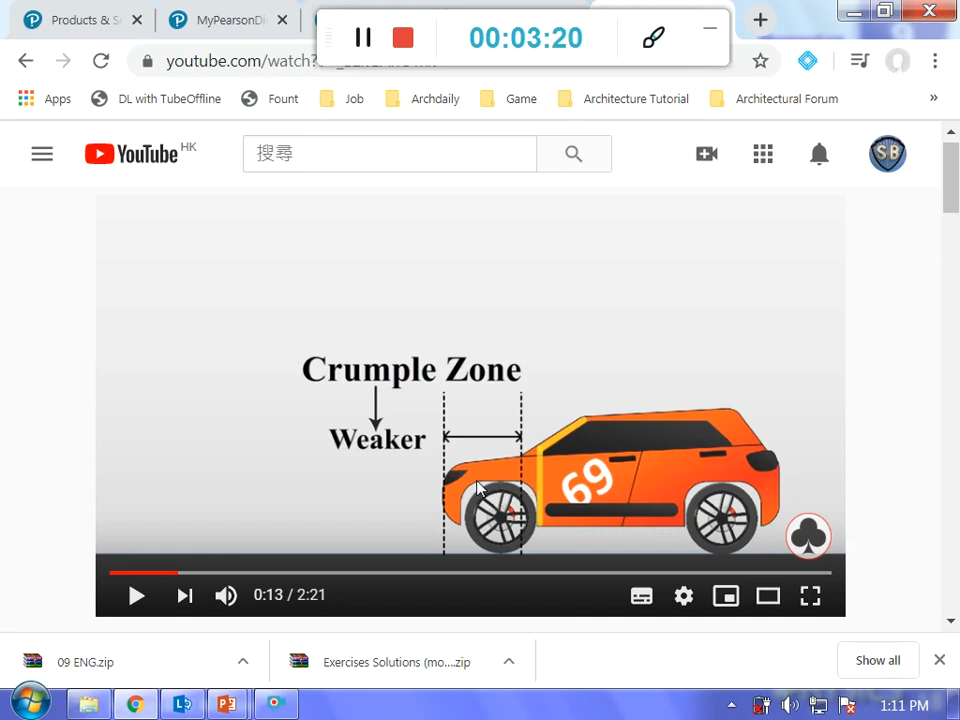 Products & S
MyPearsonDi
00:03:20
youtube.com/watch?
Apps
DL with TubeOffline
Fount
Job
Archdaily
Game
Architecture Tutorial
Architectural Forum
»
YouTube HK
搜尋
SB
Crumple Zone
Weaker
69
0:13 / 2:21
09 ENG.zip
Exercises Solutions (mo....zip
Show all
1:11 PM